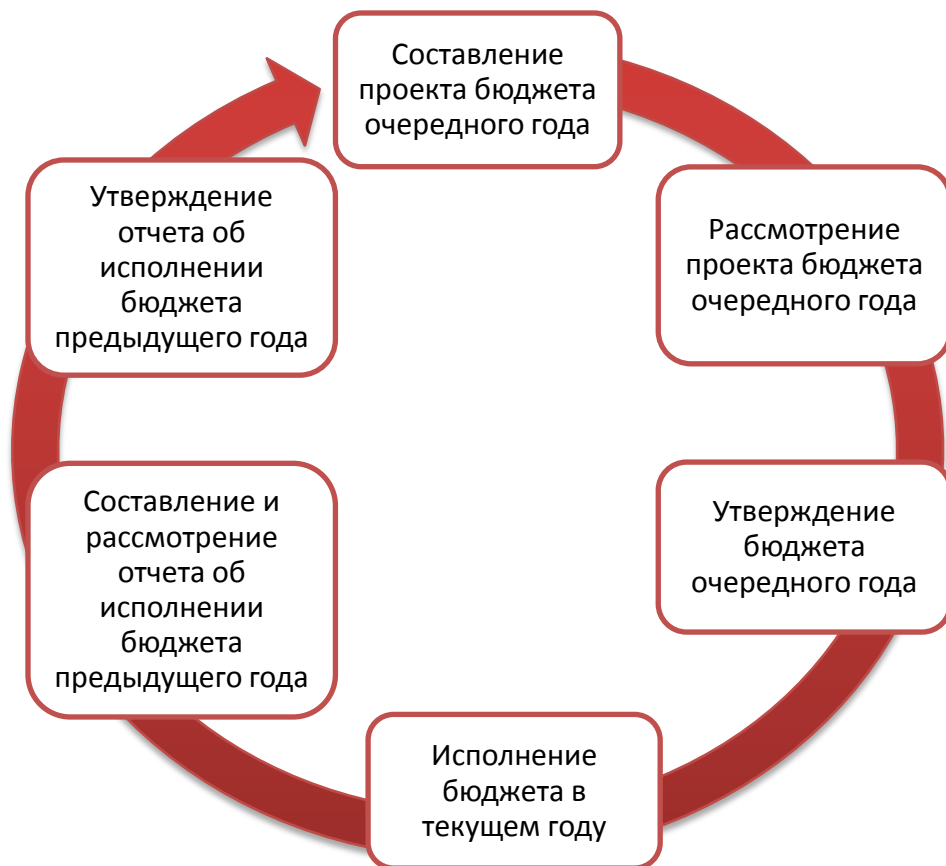 Составление
проекта бюджета
очередного года
Рассмотрение
проекта бюджета
очередного года
Утверждение
бюджета
очередного года
Исполнение
бюджета в
текущем году
Составление и
рассмотрение
отчета об
исполнении
бюджета
предыдущего года
Утверждение
отчета об
исполнении
бюджета
предыдущего года